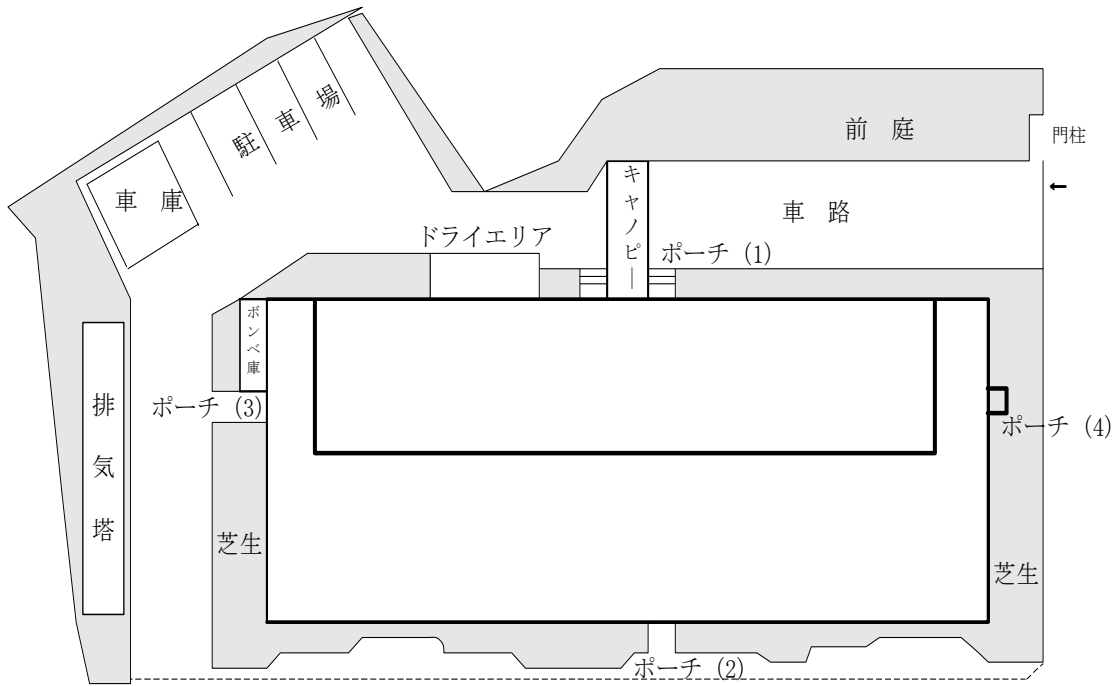 駐車場
車庫
前庭
門柱
←
車路
キャノピー
ドライエリア
ポーチ (1)
ボンベ庫
ポーチ (3)
ポーチ (4)
排気塔
芝生
芝生
ポーチ (2)